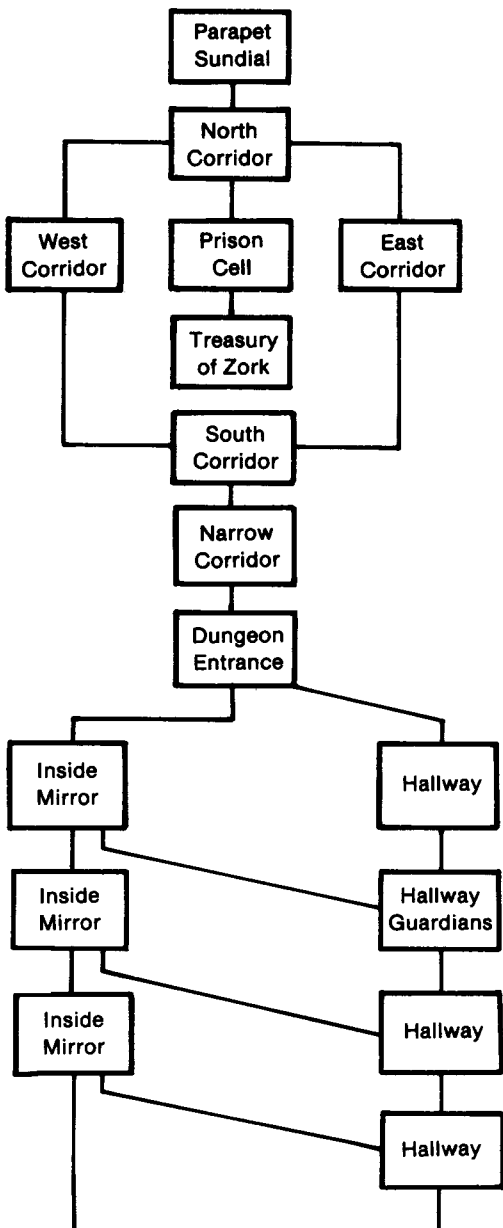 Parapet
Sundial
North
Corridor
West
Corridor
Prison
Cell
East
Corridor
Treasury
of Zork
South
Corridor
Narrow
Corridor
Dungeon
Entrance
Inside
Mirror
Hallway
Inside
Mirror
Hallway
Guardians
Inside
Mirror
Hallway
Hallway